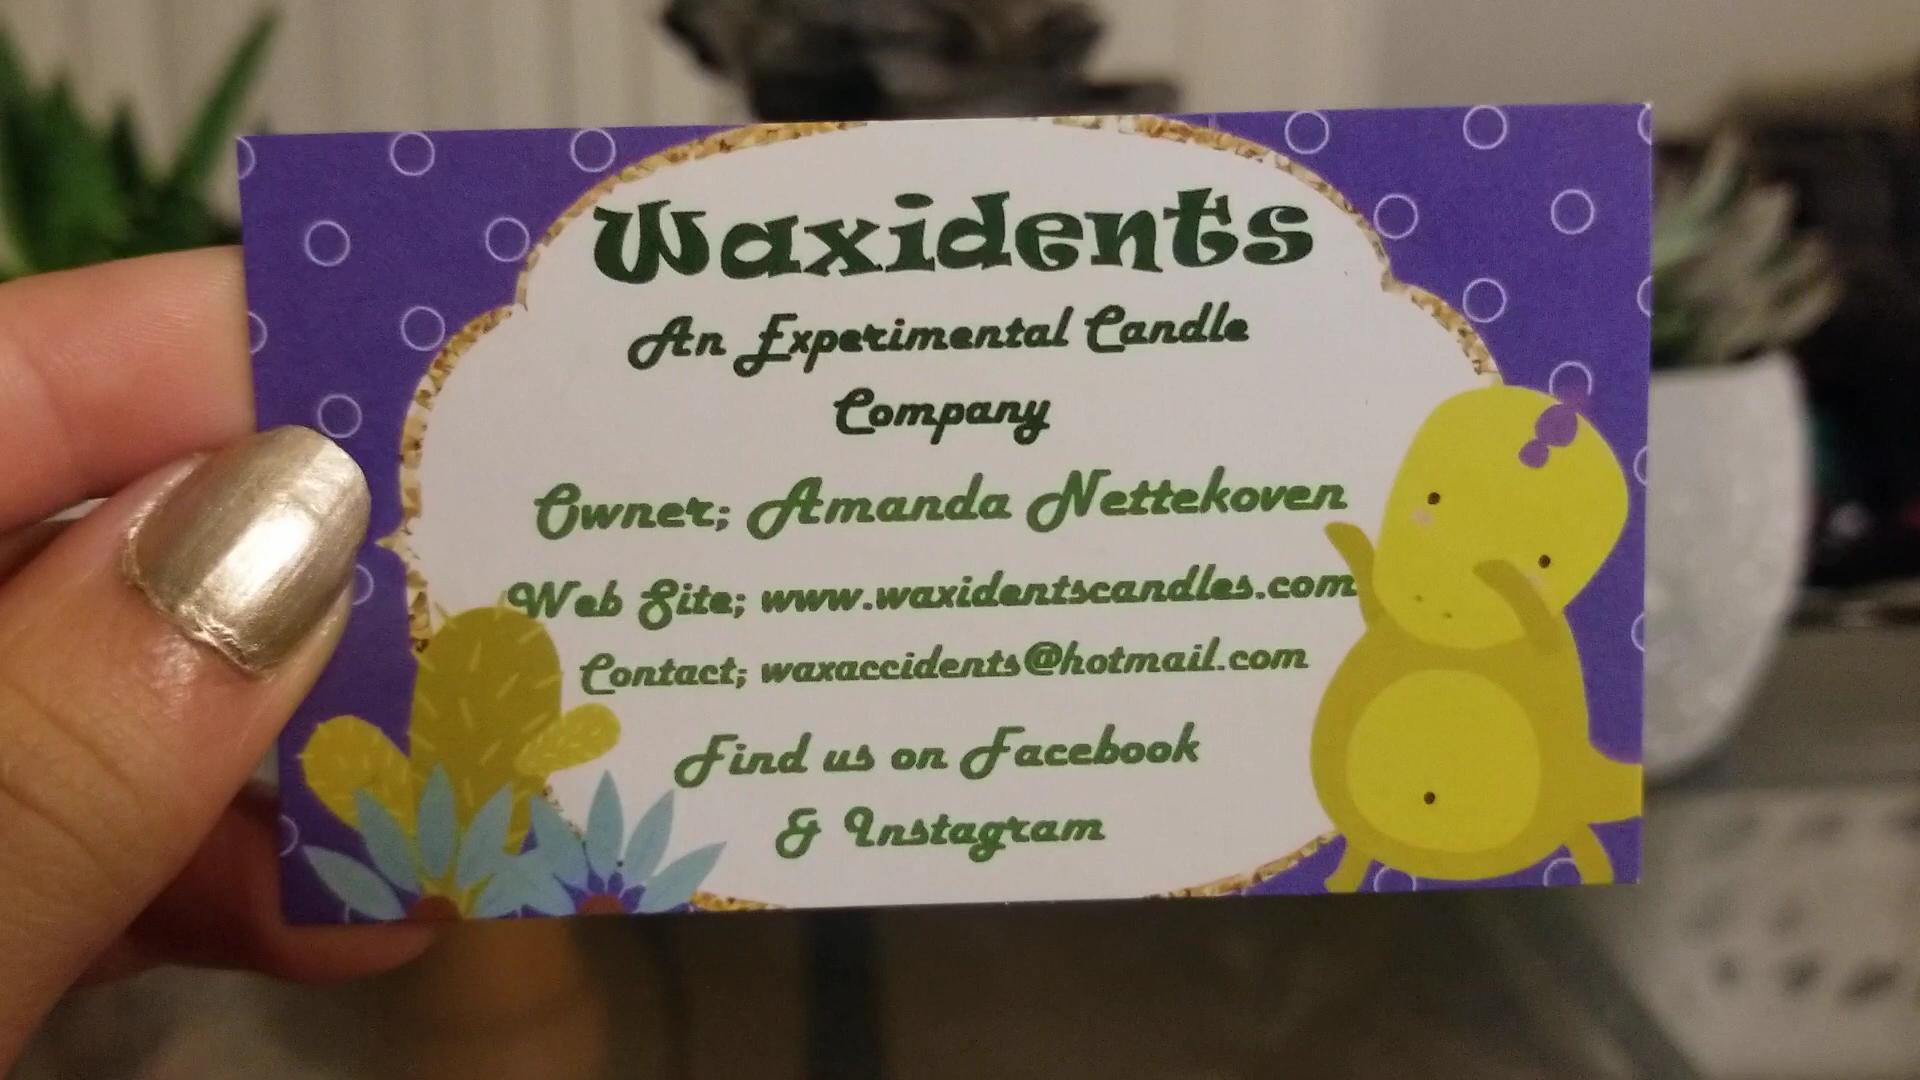 Waxidents
An Experimental Candle
Company
Owner; Amanda Nettekoven
Web Site; www.waxidentscandles.com
Contact; waxaccidents@hotmail.com
Find us on Facebook
& Instagram